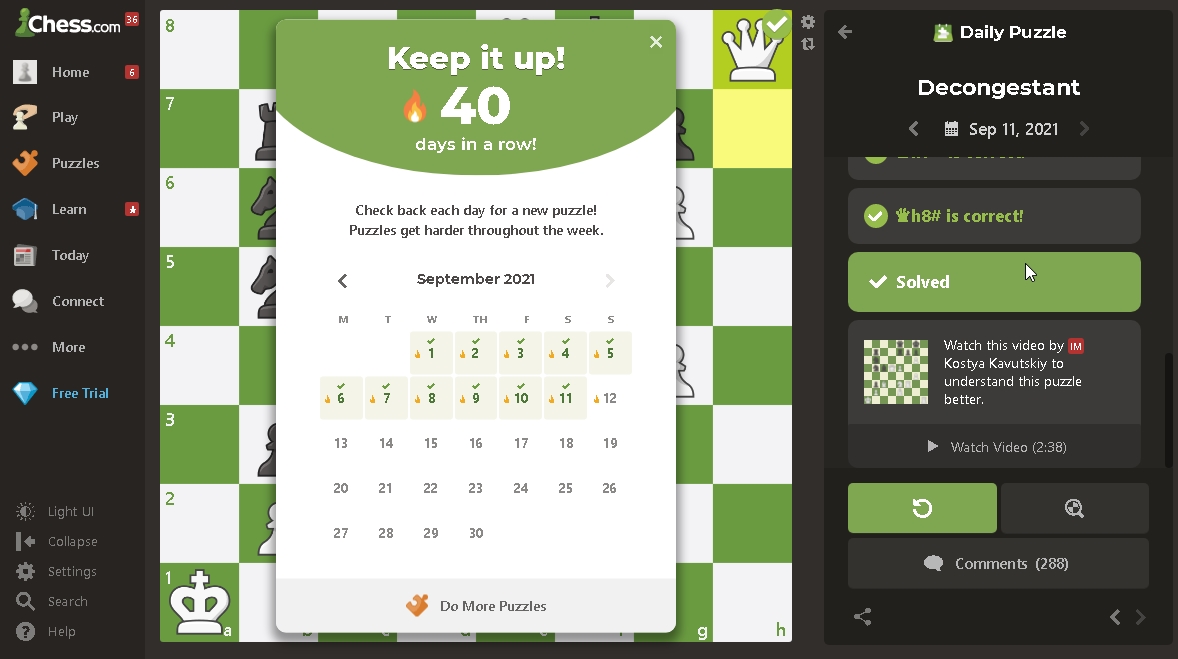 Chess.com
36
Home
6
Play
Puzzles
Learn
Today
Connect
More
Free Trial
Light UI
Collapse
Settings
Search
Help
8
7
6
5
4
3
2
1
a
g
h
Keep it up!
40
days in a row!
Check back each day for a new puzzle!
Puzzles get harder throughout the week.
September 2021
M T W TH F S S
1 2 3 4 5
6 7 8 9 10 11 12
13 14 15 16 17 18 19
20 21 22 23 24 25 26
27 28 29 30
Do More Puzzles
Daily Puzzle
Decongestant
Sep 11, 2021
h8# is correct!
Solved
Watch this video by IM
Kostya Kavutskiy to
understand this puzzle
better.
Watch Video (2:38)
Comments (288)